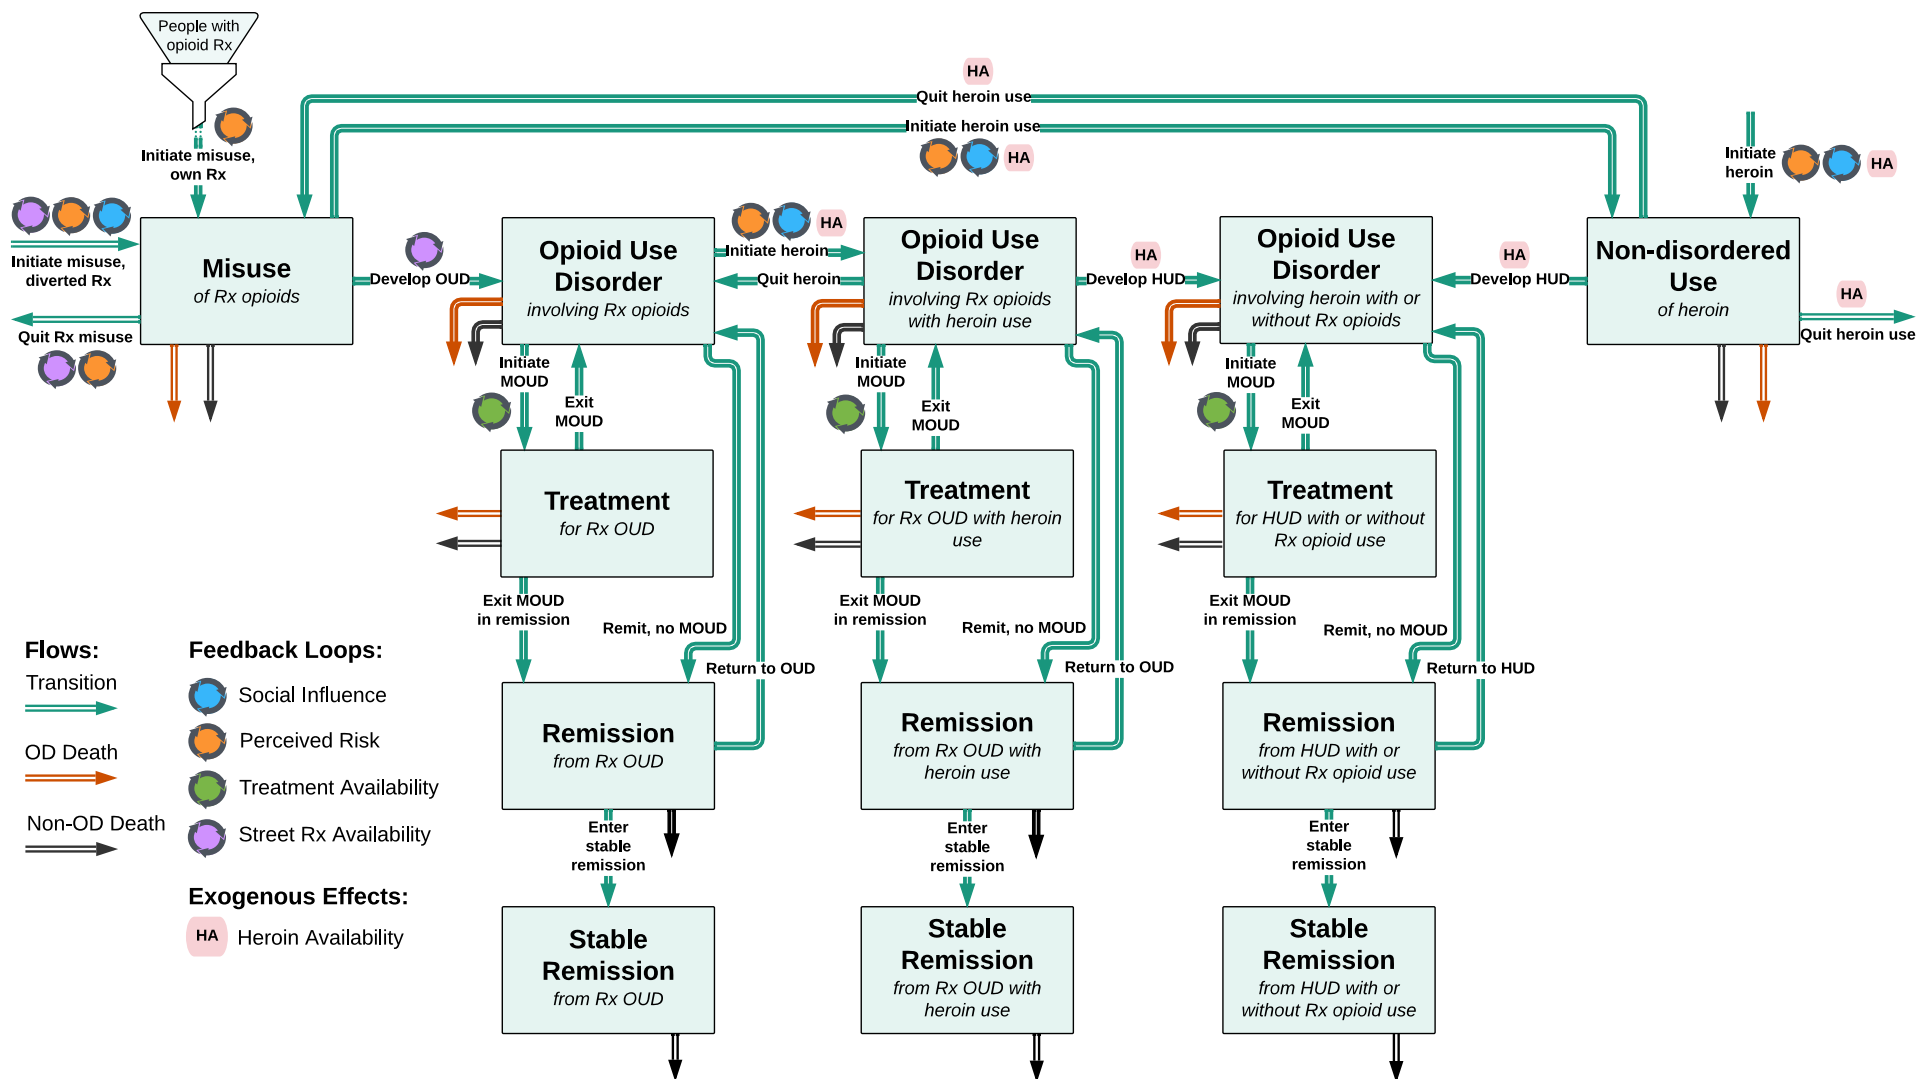 People with
opioid Rx
HA
Quit heroin use
Initiate heroin use
HA
Initiate misuse,
own Rx
Initiate
heroin
HA
Initiate misuse,
diverted Rx
Misuse
of Rx opioids
Quit Rx misuse
Develop OUD
Opioid Use
Disorder
involving Rx opioids
HA
Initiate heroin
Quit heroin
Opioid Use
Disorder
involving Rx opioids
with heroin use
HA
Develop HUD
Opioid Use
Disorder
involving heroin with or
without Rx opioids
HA
Develop HUD
Non-disordered
Use
of heroin
HA
Quit heroin use
Initiate
MOUD
Exit
MOUD
Initiate
MOUD
Exit
MOUD
Initiate
MOUD
Exit
MOUD
Treatment
for Rx OUD
Treatment
for Rx OUD with heroin
use
Treatment
for HUD with or without
Rx opioid use
Exit MOUD
in remission
Remit, no MOUD
Return to OUD
Exit MOUD
in remission
Remit, no MOUD
Return to OUD
Exit MOUD
in remission
Remit, no MOUD
Return to HUD
Remission
from Rx OUD
Remission
from Rx OUD with
heroin use
Remission
from HUD with or
without Rx opioid use
Enter
stable
remission
Enter
stable
remission
Enter
stable
remission
Stable
Remission
from Rx OUD
Stable
Remission
from Rx OUD with
heroin use
Stable
Remission
from HUD with or
without Rx opioid use
Flows:
Transition
OD Death
Non-OD Death
Feedback Loops:
Social Influence
Perceived Risk
Treatment Availability
Street Rx Availability
Exogenous Effects:
HA
Heroin Availability